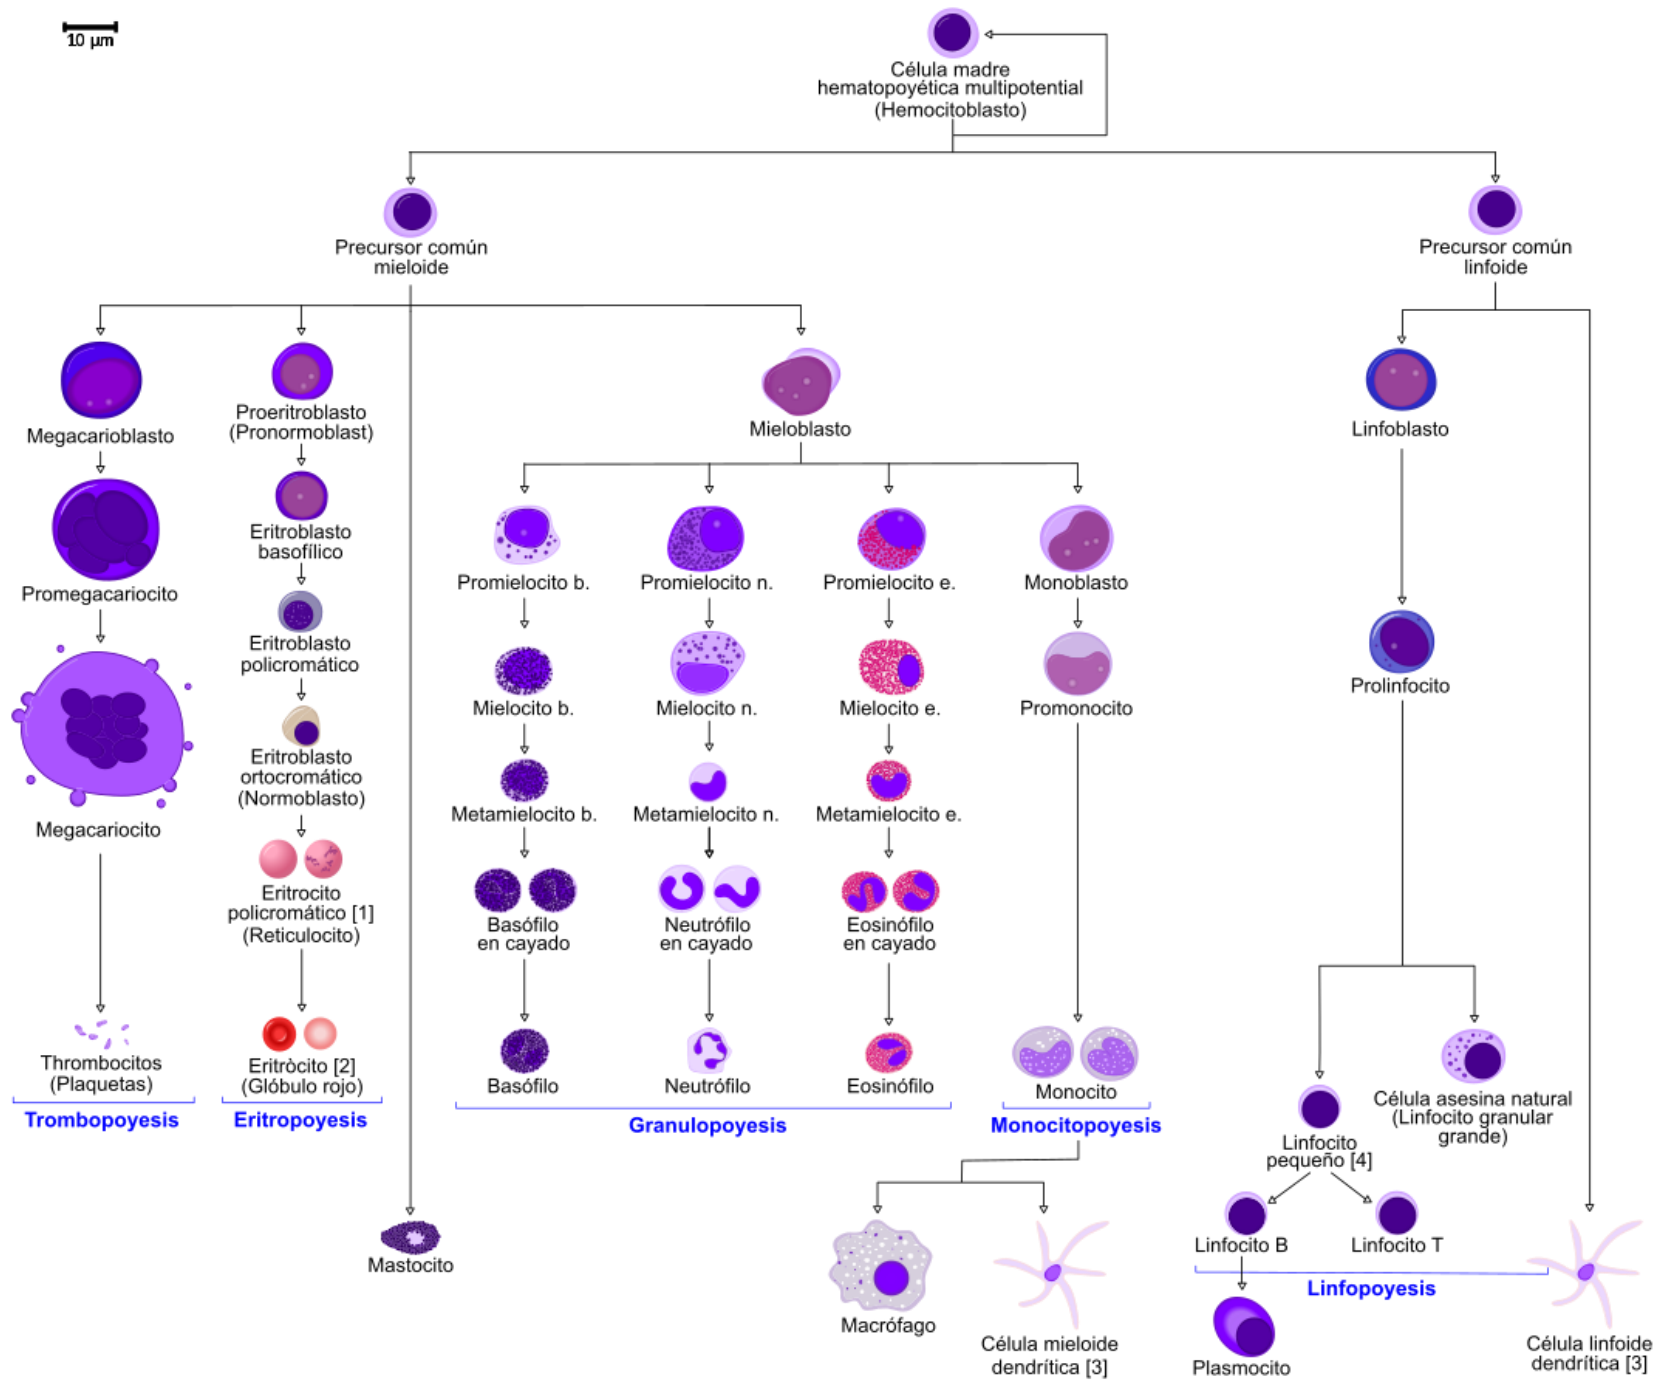 10 µm
Célula madre
hematopoyética multipotential
(Hemocitoblasto)
Precursor común
mieloide
Precursor común
linfoide
Megacarioblasto
Promegacariocito
Megacariocito
Thrombocitos
(Plaquetas)
Trombopoyesis
Proeritroblasto
(Pronormoblast)
Eritroblasto
basofílico
Eritroblasto
policromático
Eritroblasto
ortocromático
(Normoblasto)
Eritrocito
policromático [1]
(Reticulocito)
Eritròcito [2]
(Glóbulo rojo)
Eritropoyesis
Mastocito
Mieloblasto
Promielocito b.
Mielocito b.
Metamielocito b.
Basófilo
en cayado
Basófilo
Promielocito n.
Mielocito n.
Metamielocito n.
Neutrófilo
en cayado
Neutrófilo
Promielocito e.
Mielocito e.
Metamielocito e.
Eosinófilo
en cayado
Eosinófilo
Granulopoyesis
Monoblasto
Promonocito
Monocito
Monocitopoyesis
Macrófago
Célula mieloide
dendrítica [3]
Linfoblasto
Prolinfocito
Linfocito
pequeño [4]
Célula asesina natural
(Linfocito granular
grande)
Linfocito B
Linfocito T
Linfopoyesis
Plasmocito
Célula linfoide
dendrítica [3]